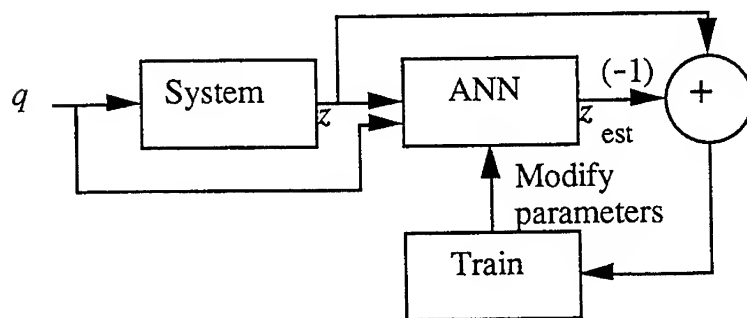 q
System
z
ANN
z est
(-1)
+
Modify
parameters
Train